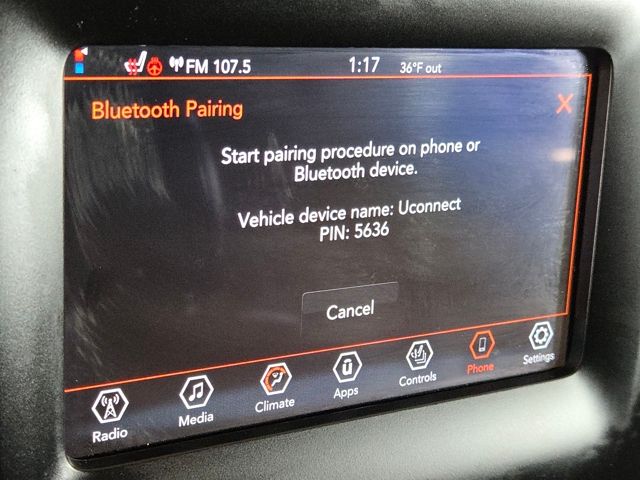 FM 107.5 1:17 36°F out
Bluetooth Pairing X
Start pairing procedure on phone or
Bluetooth device.
Vehicle device name: Uconnect
PIN: 5636
Cancel
Radio Media Climate Apps Controls Phone Settings